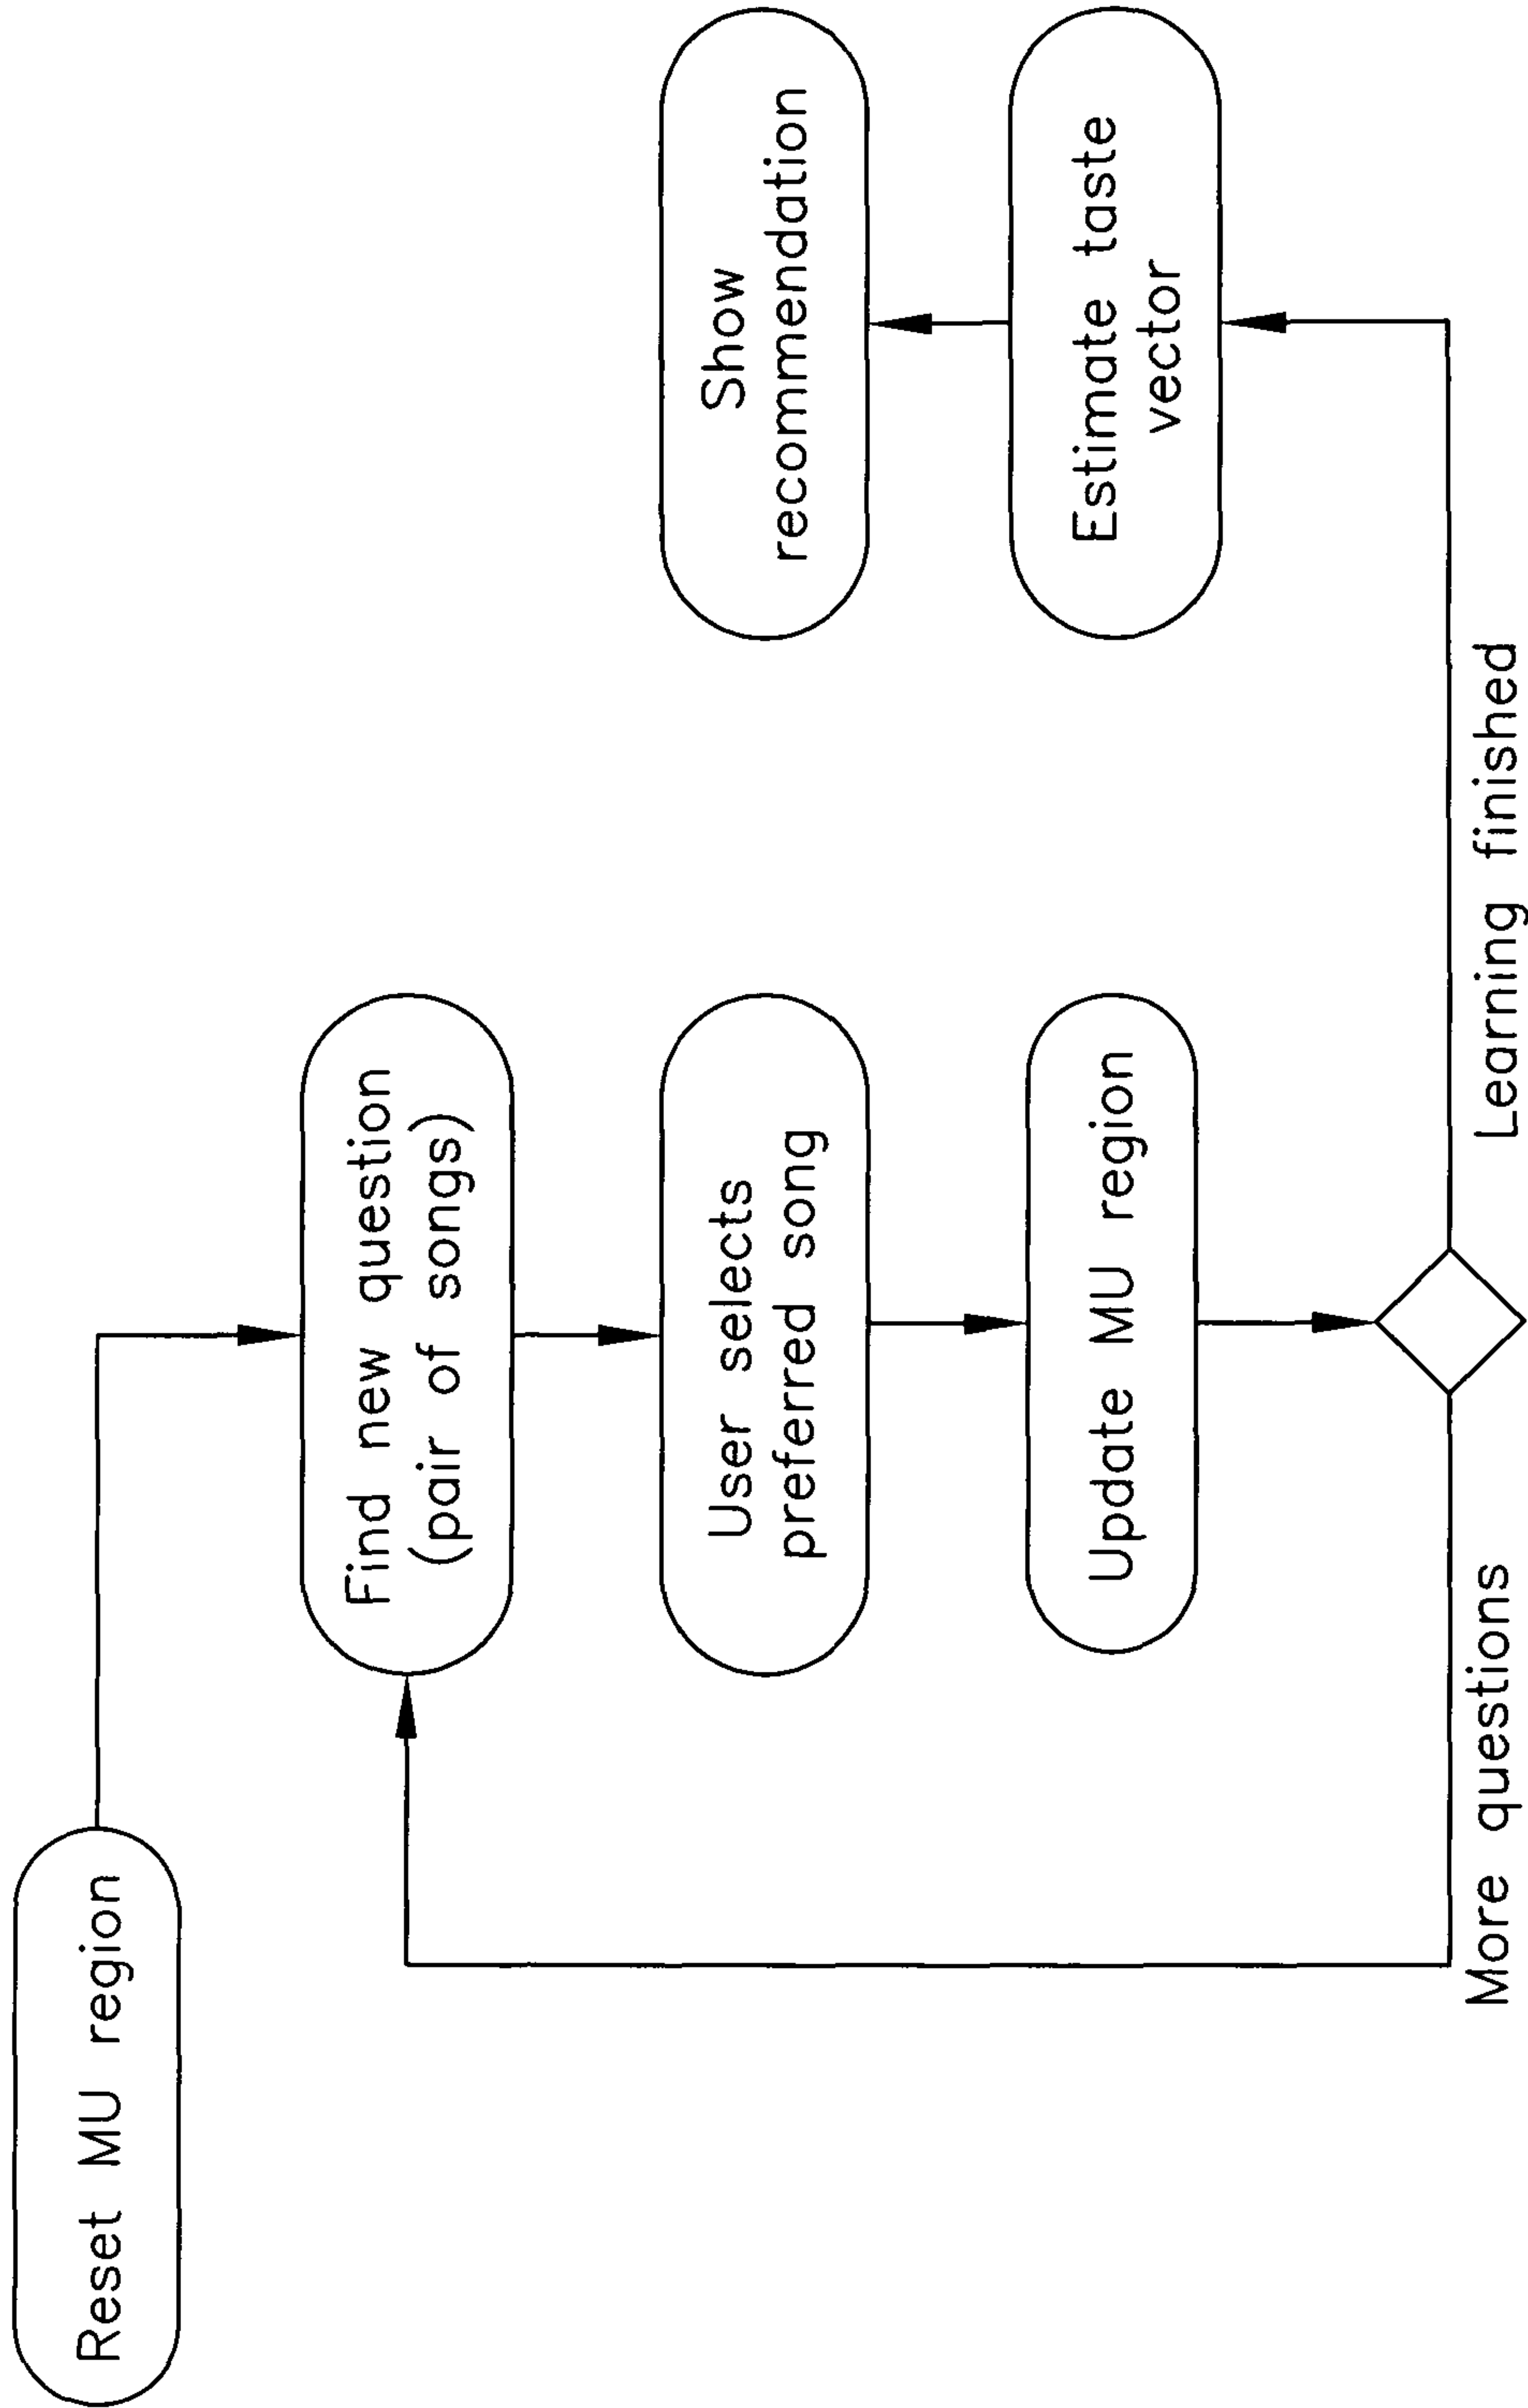 Reset MU region
Find new question
(pair of songs)
User selects
preferred song
Update MU region
More questions
Learning finished
Estimate taste
vector
Show
recommendation